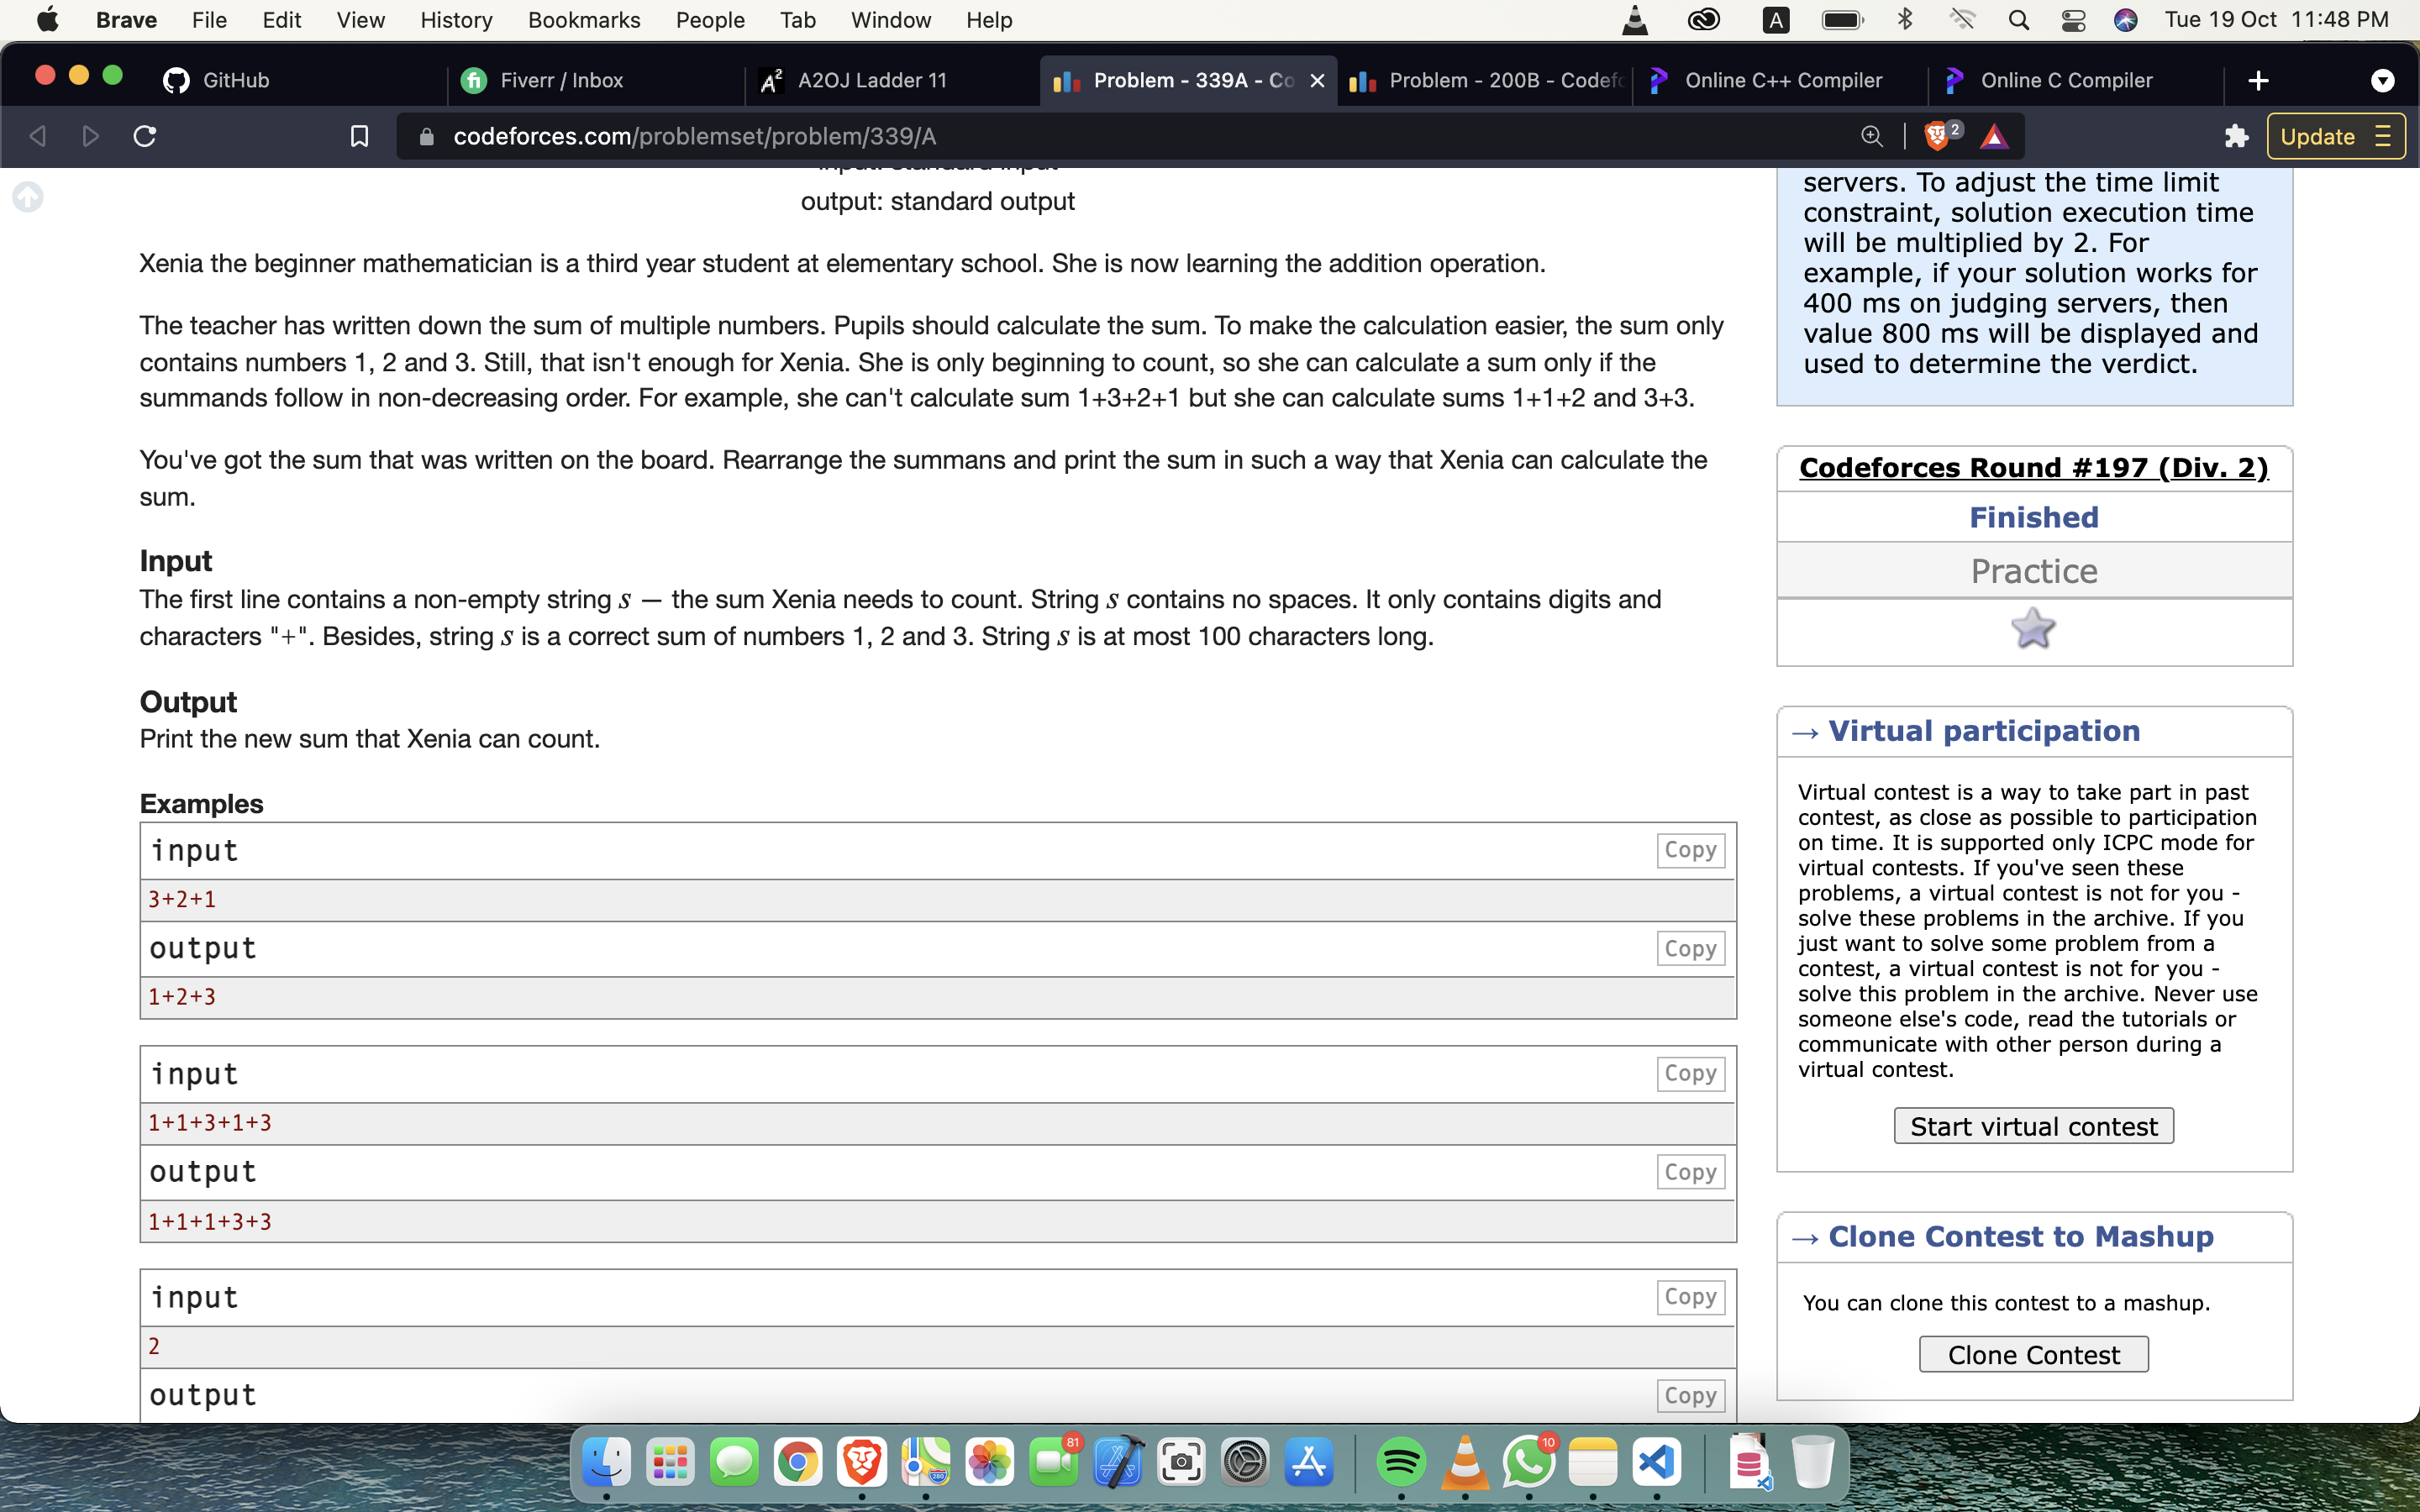 Brave File Edit View History Bookmarks People Tab Window Help A Tue 19 Oct 11:48 PM
GitHub Fiverr / Inbox A2OJ Ladder 11 Problem - 339A - Co Problem - 200B - Codefo Online C++ Compiler Online C Compiler
codeforces.com/problemset/problem/339/A 2 Update
input: standard input
output: standard output
Xenia the beginner mathematician is a third year student at elementary school. She is now learning the addition operation.
The teacher has written down the sum of multiple numbers. Pupils should calculate the sum. To make the calculation easier, the sum only
contains numbers 1, 2 and 3. Still, that isn't enough for Xenia. She is only beginning to count, so she can calculate a sum only if the
summands follow in non-decreasing order. For example, she can't calculate sum 1+3+2+1 but she can calculate sums 1+1+2 and 3+3.
You've got the sum that was written on the board. Rearrange the summans and print the sum in such a way that Xenia can calculate the
sum.
Input
The first line contains a non-empty string s — the sum Xenia needs to count. String s contains no spaces. It only contains digits and
characters "+". Besides, string s is a correct sum of numbers 1, 2 and 3. String s is at most 100 characters long.
Output
Print the new sum that Xenia can count.
Examples
input Copy
3+2+1
output Copy
1+2+3
input Copy
1+1+3+1+3
output Copy
1+1+1+3+3
input Copy
2
output Copy
servers. To adjust the time limit
constraint, solution execution time
will be multiplied by 2. For
example, if your solution works for
400 ms on judging servers, then
value 800 ms will be displayed and
used to determine the verdict.
Codeforces Round #197 (Div. 2)
Finished
Practice
→ Virtual participation
Virtual contest is a way to take part in past
contest, as close as possible to participation
on time. It is supported only ICPC mode for
virtual contests. If you've seen these
problems, a virtual contest is not for you -
solve these problems in the archive. If you
just want to solve some problem from a
contest, a virtual contest is not for you -
solve this problem in the archive. Never use
someone else's code, read the tutorials or
communicate with other person during a
virtual contest.
Start virtual contest
→ Clone Contest to Mashup
You can clone this contest to a mashup.
Clone Contest
280 81 10